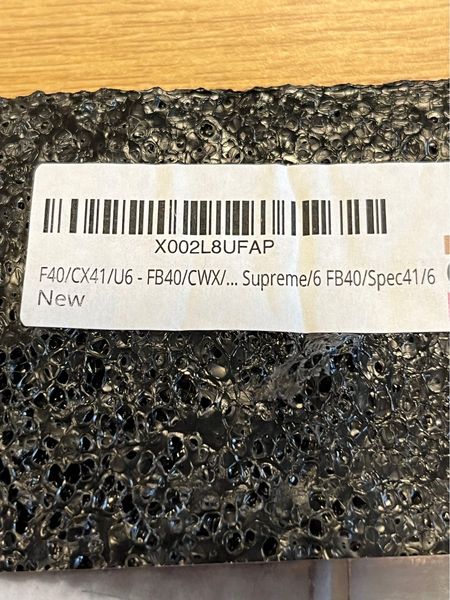 X002L8UFAP
F40/CX41/U6 - FB40/CWX/... Supreme/6 FB40/Spec41/6
New